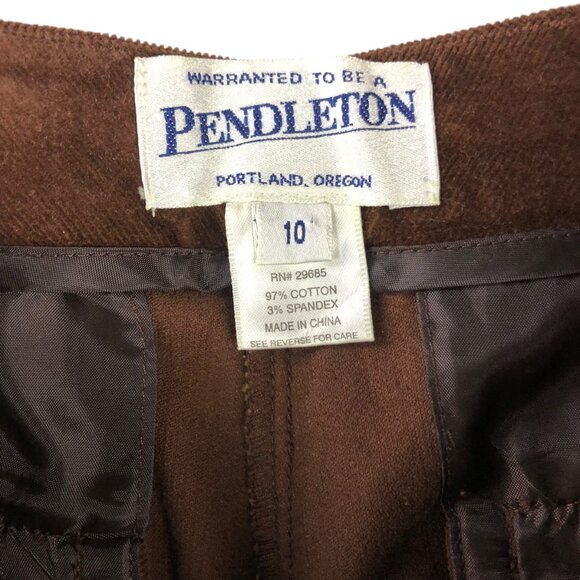 WARRANTED TO BE A
PENDLETON
PORTLAND, OREGON
10
RN# 29685
97% COTTON
3% SPANDEX
MADE IN CHINA
SEE REVERSE FOR CARE